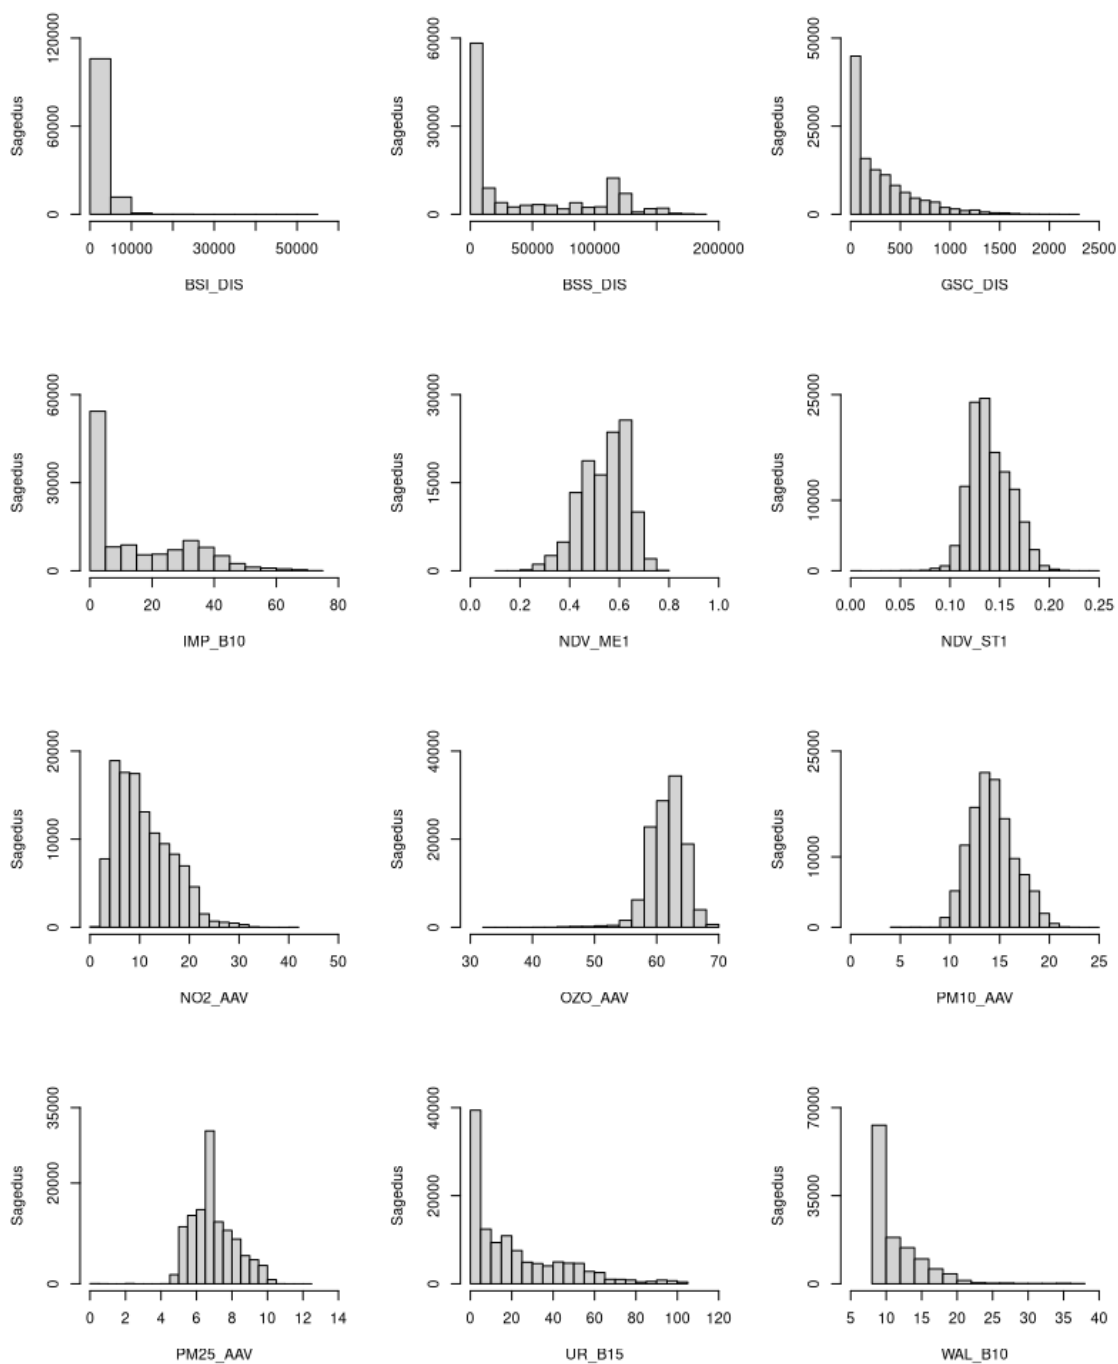 Sagedus
0 60000 120000
0 10000 30000 50000
BSI_DIS
Sagedus
0 30000 60000
0 50000 100000 200000
BSS_DIS
Sagedus
0 25000 50000
0 500 1000 1500 2000 2500
GSC_DIS
Sagedus
0 30000 60000
0 20 40 60 80
IMP_B10
Sagedus
0 15000 30000
0.0 0.2 0.4 0.6 0.8 1.0
NDV_ME1
Sagedus
0 10000 25000
0.00 0.05 0.10 0.15 0.20 0.25
NDV_ST1
Sagedus
0 10000 20000
0 10 20 30 40 50
NO2_AAV
Sagedus
0 20000 40000
30 40 50 60 70
OZO_AAV
Sagedus
0 10000 25000
0 5 10 15 20 25
PM10_AAV
Sagedus
0 20000 35000
0 2 4 6 8 10 12 14
PM25_AAV
Sagedus
0 20000 40000
0 20 40 60 80 100 120
UR_B15
Sagedus
0 35000 70000
5 10 15 20 25 30 35 40
WAL_B10